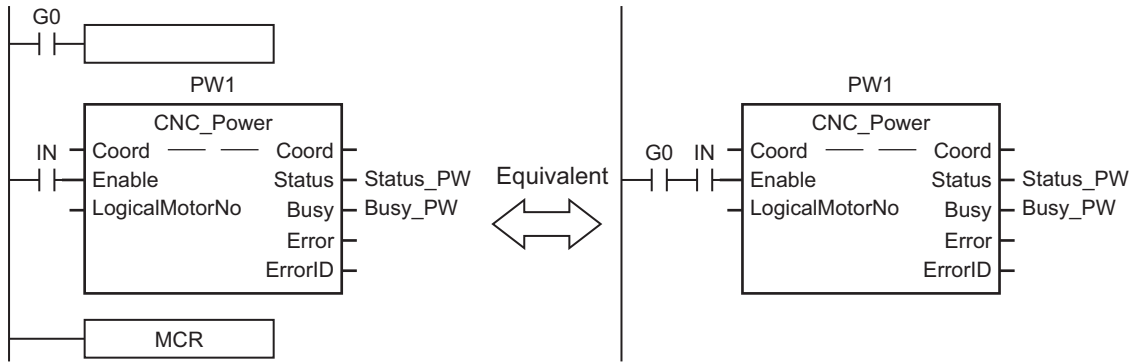 G0
PW1
CNC_Power
IN
Coord
Coord
Enable
Status
Status_PW
LogicalMotorNo
Busy
Busy_PW
Error
ErrorID
MCR
Equivalent
PW1
CNC_Power
G0 IN
Coord
Coord
Enable
Status
Status_PW
LogicalMotorNo
Busy
Busy_PW
Error
ErrorID